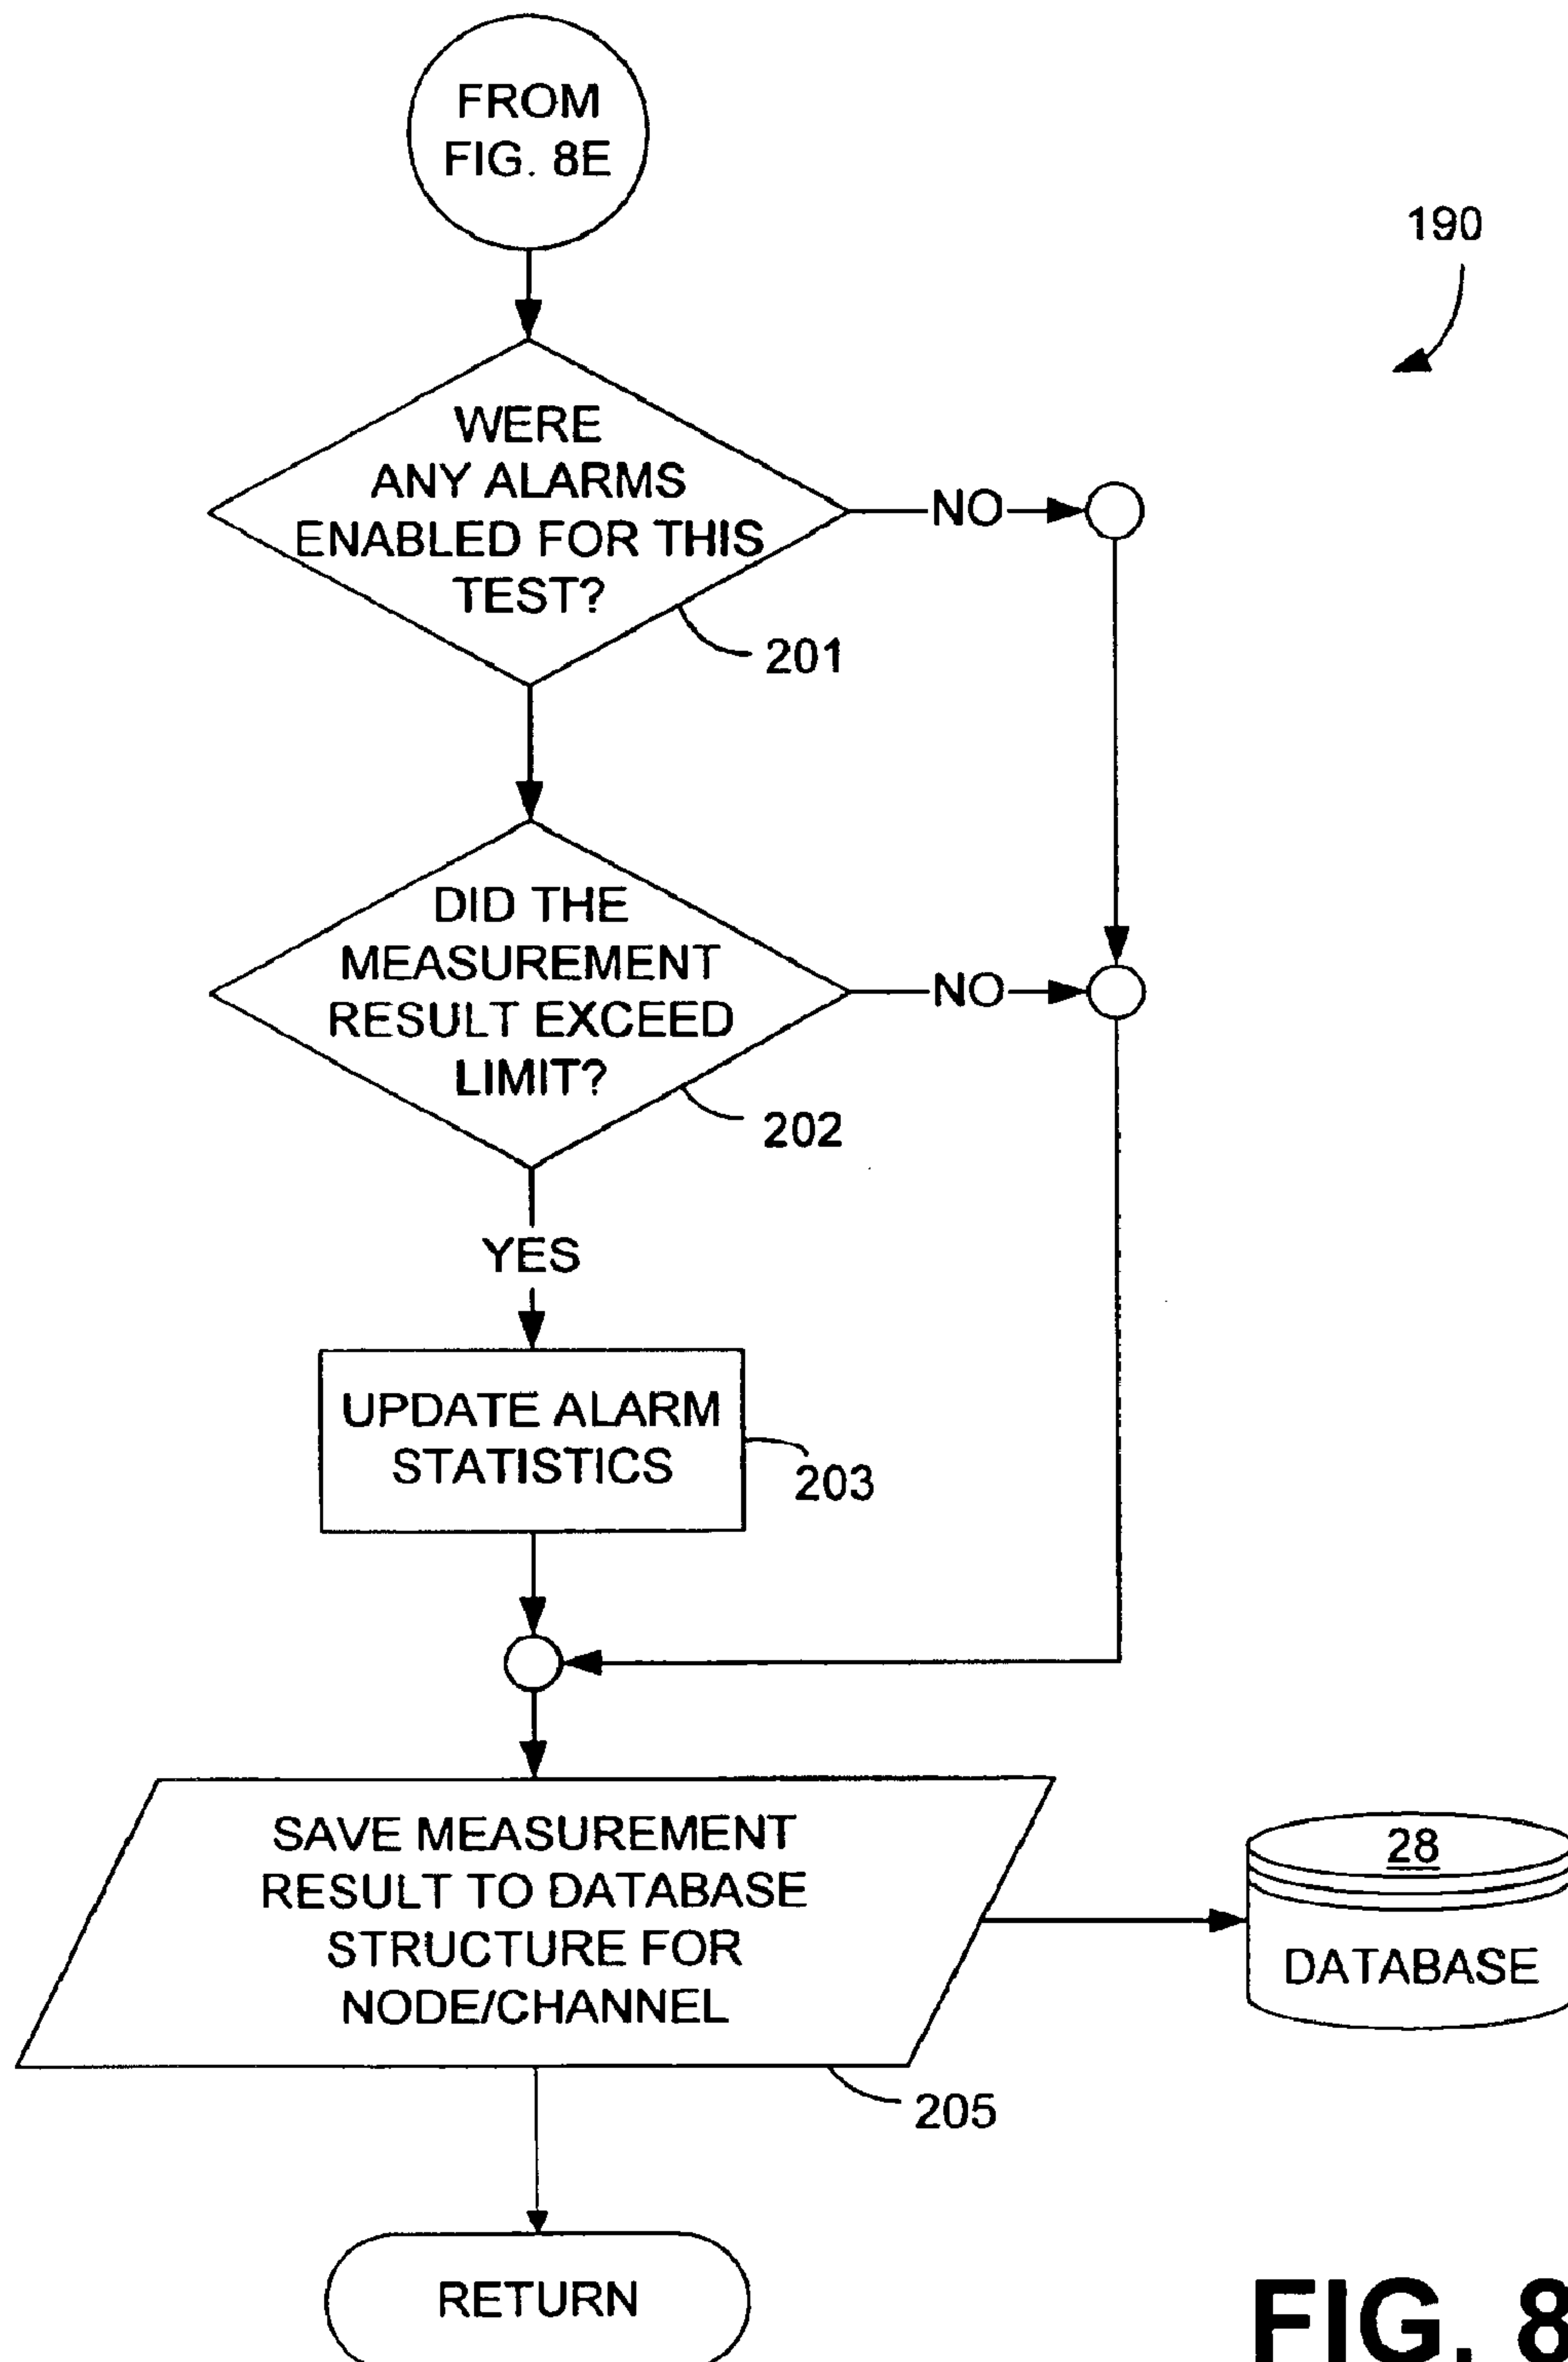 FROM
FIG. 8E
190
WERE
ANY ALARMS
ENABLED FOR THIS
TEST?
NO
201
DID THE
MEASUREMENT
RESULT EXCEED
LIMIT?
NO
202
YES
UPDATE ALARM
STATISTICS
203
SAVE MEASUREMENT
RESULT TO DATABASE
STRUCTURE FOR
NODE/CHANNEL
28
DATABASE
205
RETURN
FIG. 8